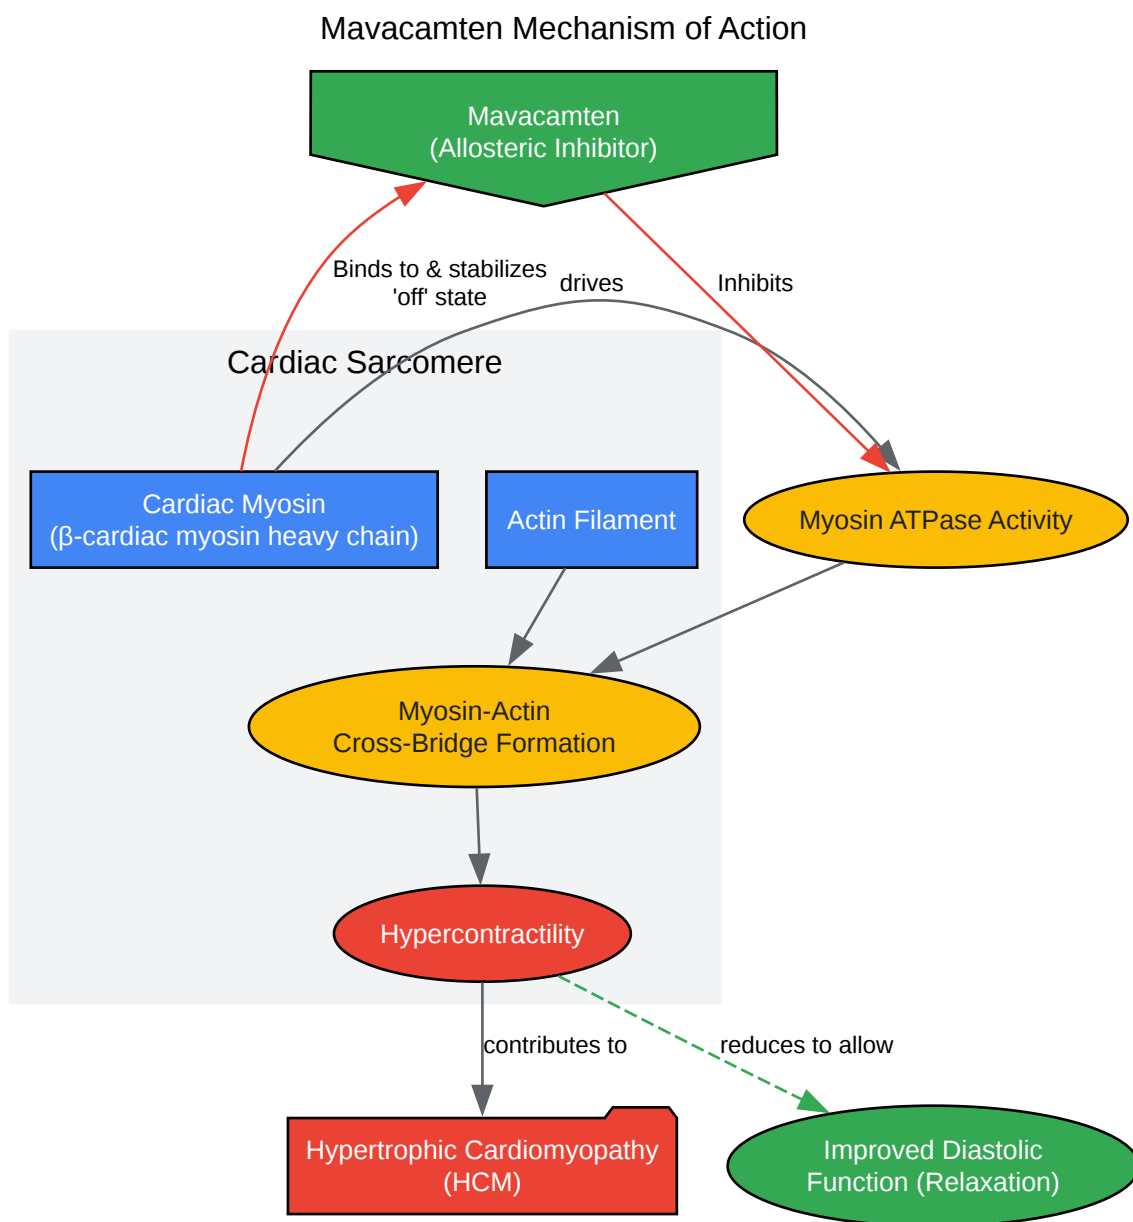 Mavacamten Mechanism of Action
Mavacamten
(Allosteric Inhibitor)
Binds to & stabilizes
'off' state
drives
Inhibits
Cardiac Sarcomere
Cardiac Myosin
(β-cardiac myosin heavy chain)
Actin Filament
Myosin ATPase Activity
Myosin-Actin
Cross-Bridge Formation
Hypercontractility
contributes to
reduces to allow
Hypertrophic Cardiomyopathy
(HCM)
Improved Diastolic
Function (Relaxation)